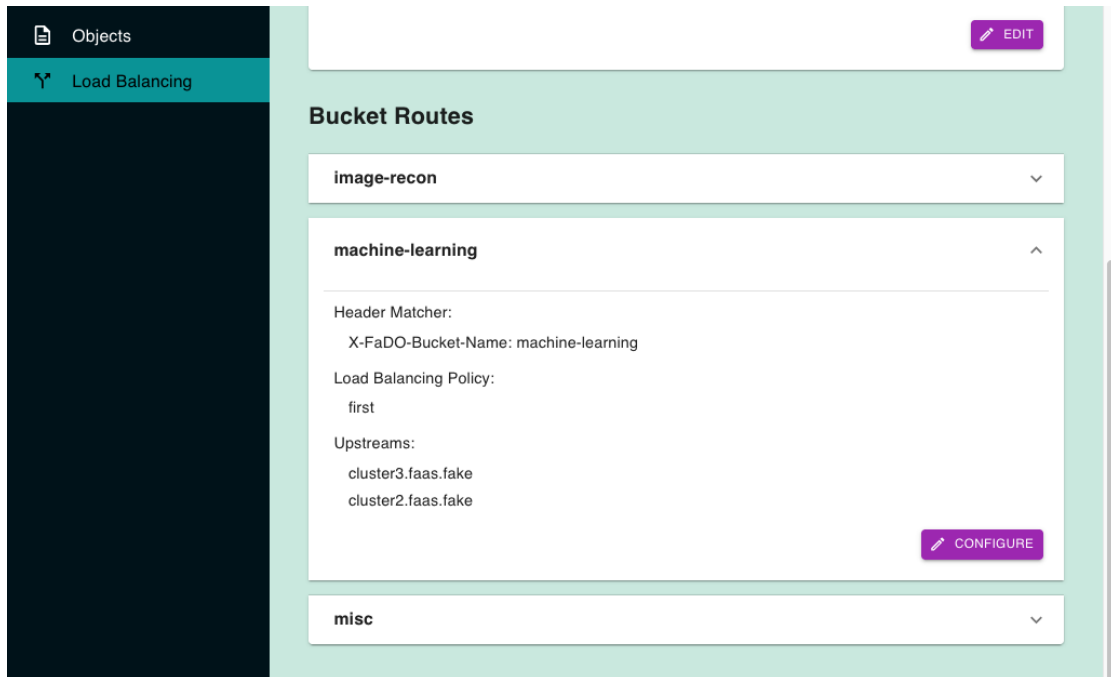 Objects
Load Balancing
EDIT
Bucket Routes
image-recon
machine-learning
Header Matcher:
X-FaDO-Bucket-Name: machine-learning
Load Balancing Policy:
first
Upstreams:
cluster3.faas.fake
cluster2.faas.fake
CONFIGURE
misc